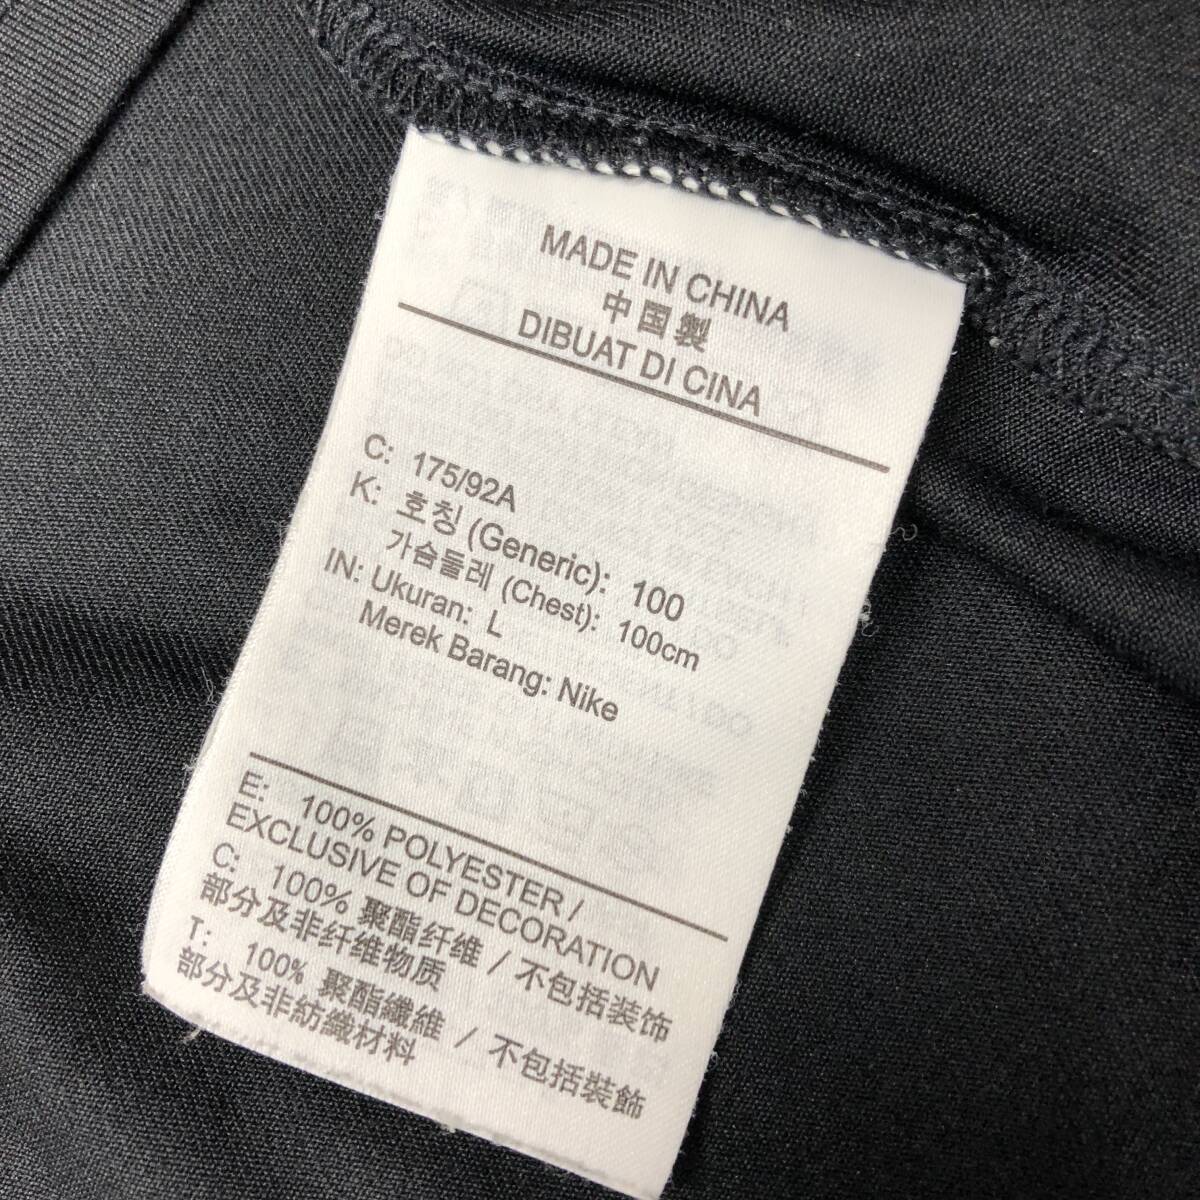 MADE IN CHINA
中国製
DIBUAT DI CINA
C: 175/92A
K: 호칭 (Generic): 100
가슴둘레 (Chest): 100cm
IN: Ukuran: L
Merek Barang: Nike
E: 100% POLYESTER /
EXCLUSIVE OF DECORATION
C: 100% 聚酯纤维 / 不包括装饰
部分及非纤维物质
T: 100% 聚酯纖維 / 不包括裝飾
部分及非紡織材料